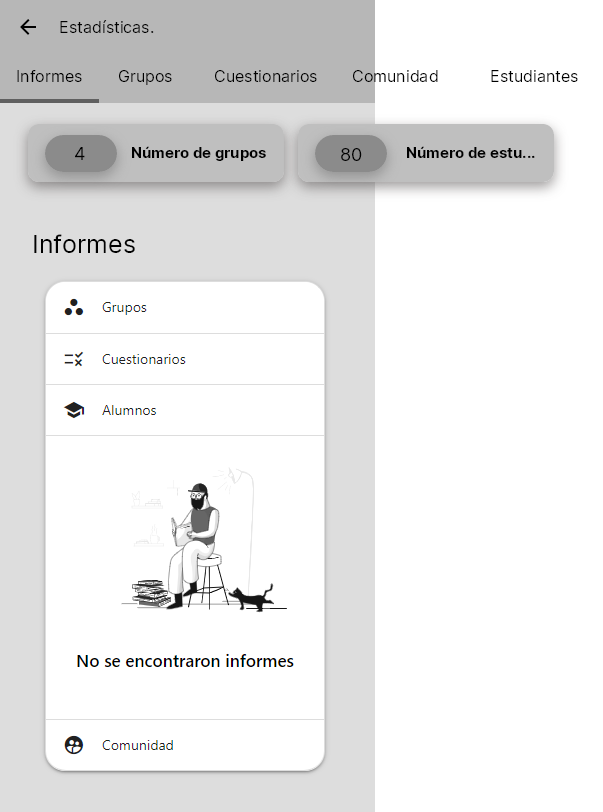 Estadísticas.
Informes Grupos Cuestionarios Comunidad Estudiantes
4 Número de grupos 80 Número de estu...
Informes
Grupos
Cuestionarios
Alumnos
No se encontraron informes
Comunidad